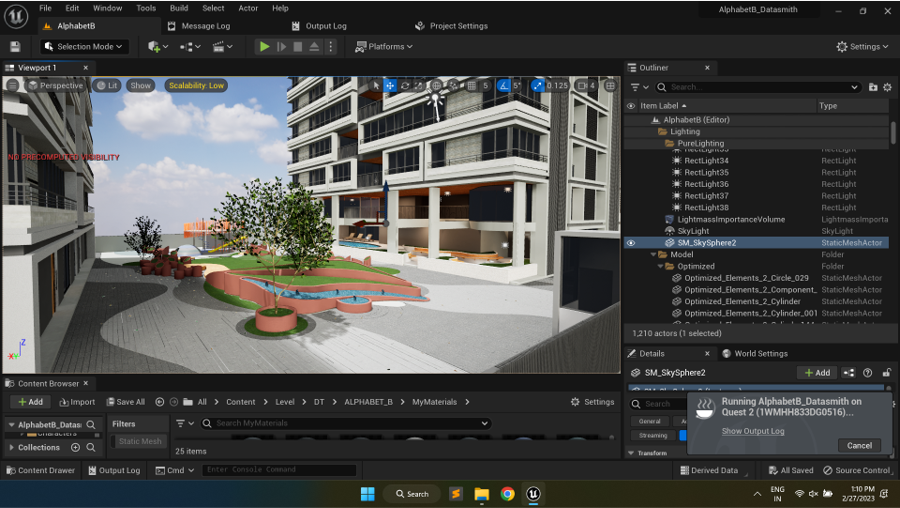 File Edit Window Tools Build Select Actor Help
AlphabetB_Datasmith
AlphabetB Message Log Output Log Project Settings
Selection Mode Platforms Settings
Viewport 1
Perspective Lit Show Scalability: Low 5 5° 0.125 4
NO PRECOMPUTED VISIBILITY
Z
X
Outliner
Search...
Item Label Type
AlphabetB (Editor)
Lighting
PureLighting
RectLight33 RectLight
RectLight34 RectLight
RectLight35 RectLight
RectLight36 RectLight
RectLight37 RectLight
RectLight38 RectLight
LightmassImportanceVolume LightmassImporta
SkyLight SkyLight
SM_SkySphere2 StaticMeshActor
Model Folder
Optimized Folder
Optimized_Elements_2_Circle_029 StaticMeshActor
Optimized_Elements_2_Component_ StaticMeshActor
Optimized_Elements_2_Cylinder StaticMeshActor
Optimized_Elements_2_Cylinder_001 StaticMeshActor
1,210 actors (1 selected)
Details World Settings
SM_SkySphere2 Add
Search
General
Streaming
Transform
Running AlphabetB_Datasmith on
Quest 2 (1WMHH833DG0516)...
Show Output Log
Cancel
Content Browser
Add Import Save All All Content Level DT ALPHABET_B MyMaterials Settings
AlphabetB_Datasm
Characters
Collections
Filters
Static Mesh
Search MyMaterials
25 items
Content Drawer Output Log Cmd Enter Console Command Derived Data All Saved Source Control
Search
ENG
IN
1:10 PM
2/27/2023